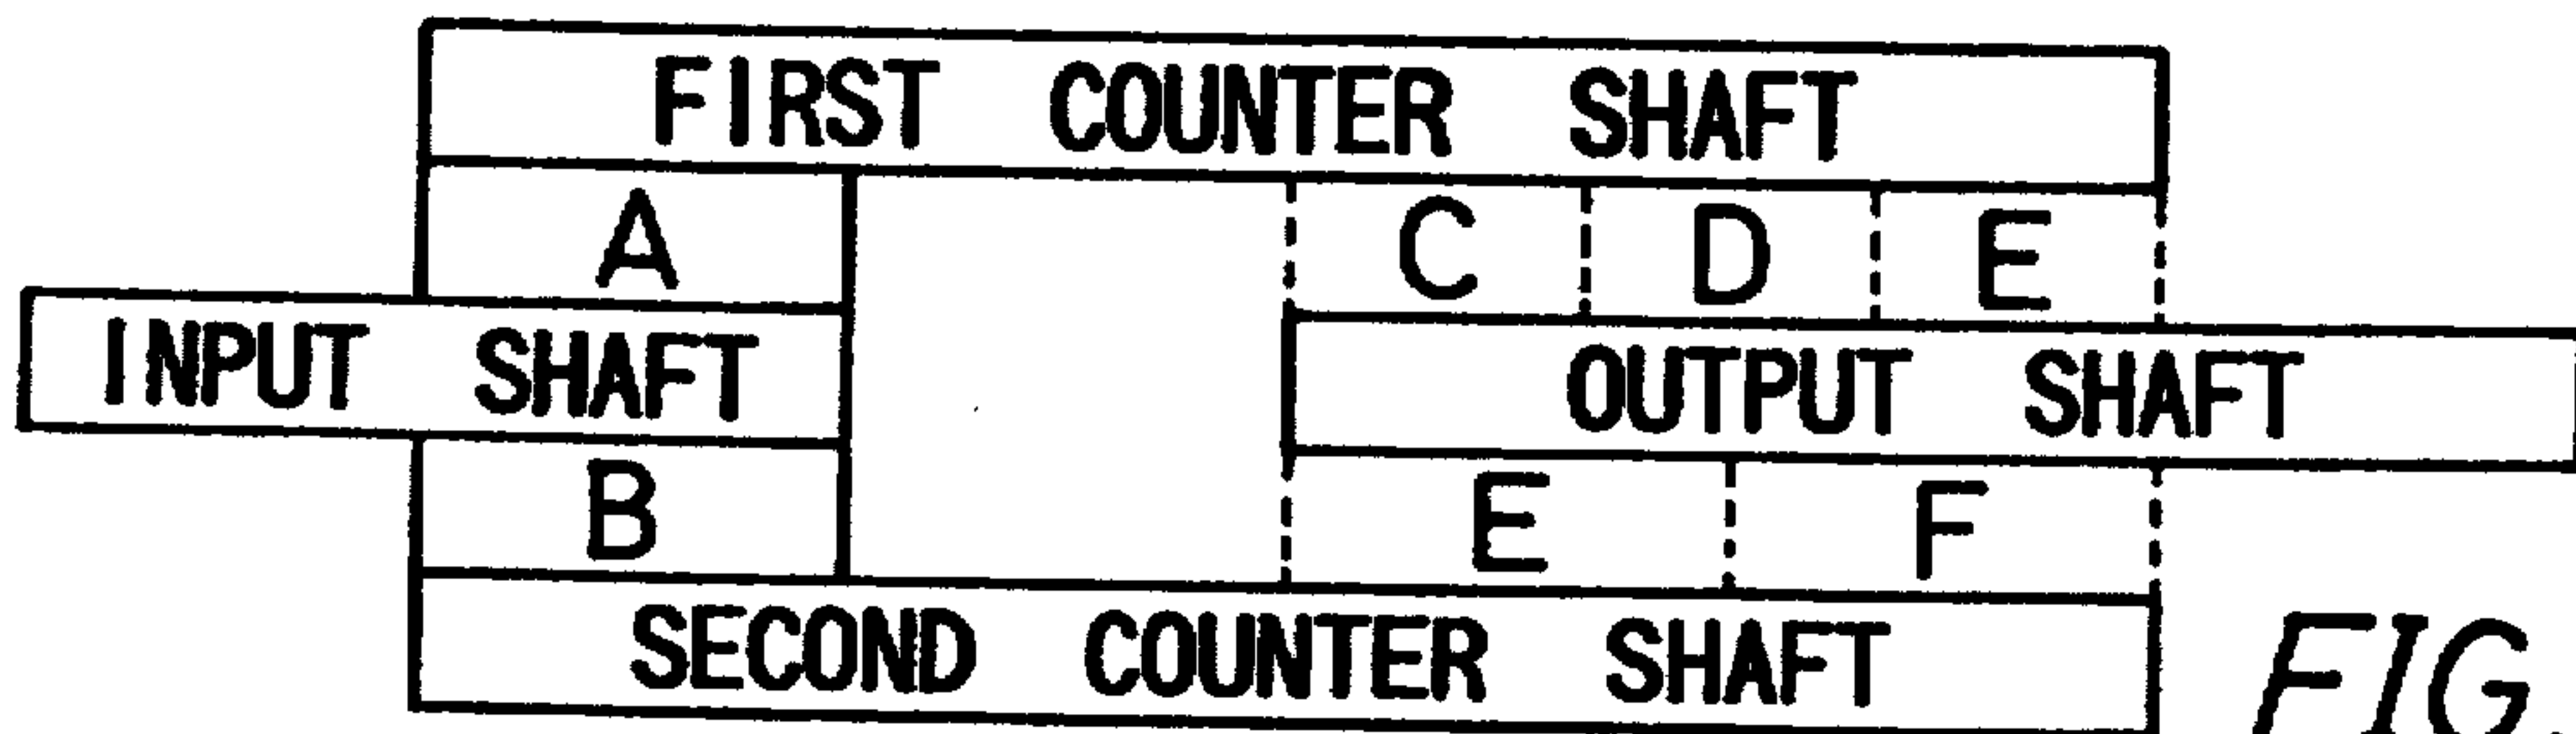 FIRST COUNTER SHAFT
A C D E
INPUT SHAFT OUTPUT SHAFT
B E F
SECOND COUNTER SHAFT
FIG.